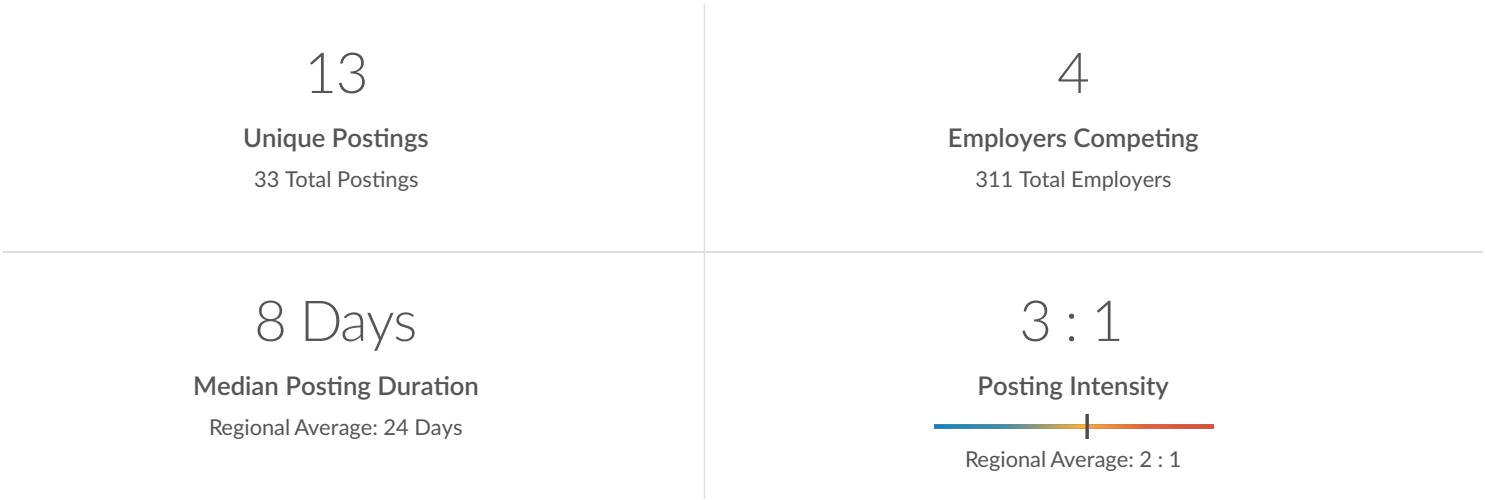 13
Unique Postings
33 Total Postings
4
Employers Competing
311 Total Employers
8 Days
Median Posting Duration
Regional Average: 24 Days
3 : 1
Posting Intensity
Regional Average: 2 : 1